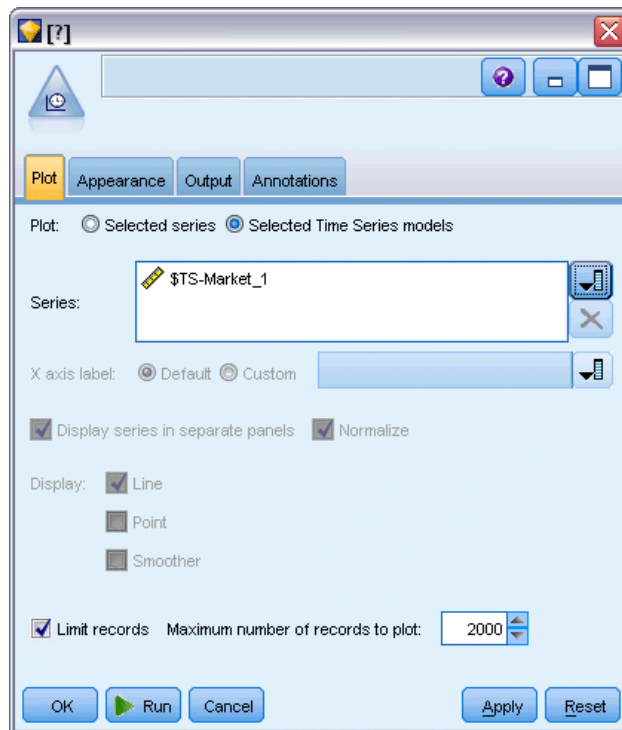 [?]
Plot Appearance Output Annotations
Plot: Selected series Selected Time Series models
Series: $TS-Market_1
X axis label: Default Custom
Display series in separate panels Normalize
Display: Line
Point
Smoother
Limit records Maximum number of records to plot: 2000
OK Run Cancel Apply Reset